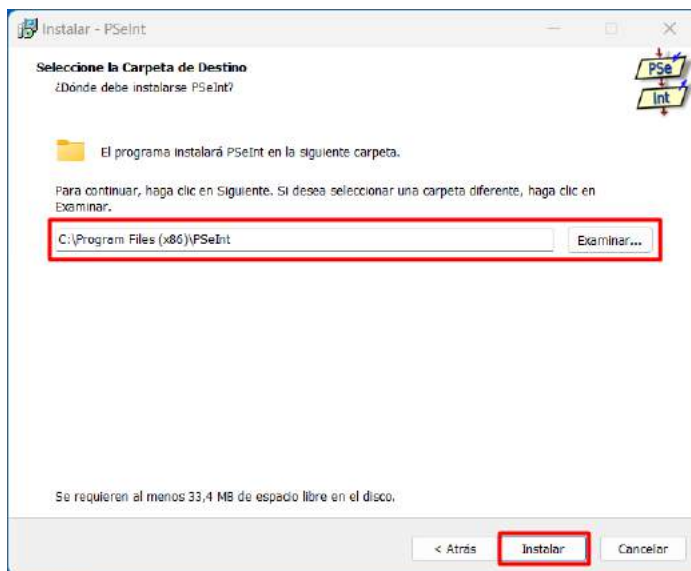 Instalar - PSeInt
Seleccione la Carpeta de Destino
¿Dónde debe instalarse PSeInt?
PSe
Int
El programa instalará PSeInt en la siguiente carpeta.
Para continuar, haga clic en Siguiente. Si desea seleccionar una carpeta diferente, haga clic en
Examinar.
C:\Program Files (x86)\PSeInt
Examinar...
Se requieren al menos 33,4 MB de espacio libre en el disco.
< Atrás
Instalar
Cancelar